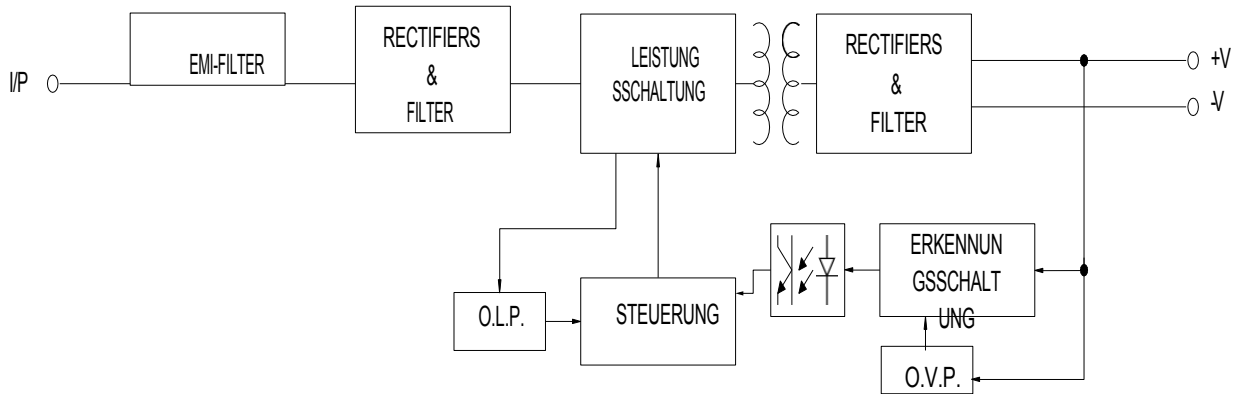 I/P
EMI-FILTER
RECTIFIERS
&
FILTER
LEISTUNG
SSCHALTUNG
RECTIFIERS
&
FILTER
+V
-V
O.L.P.
STEUERUNG
ERKENNUN
GSSCHALT
UNG
O.V.P.